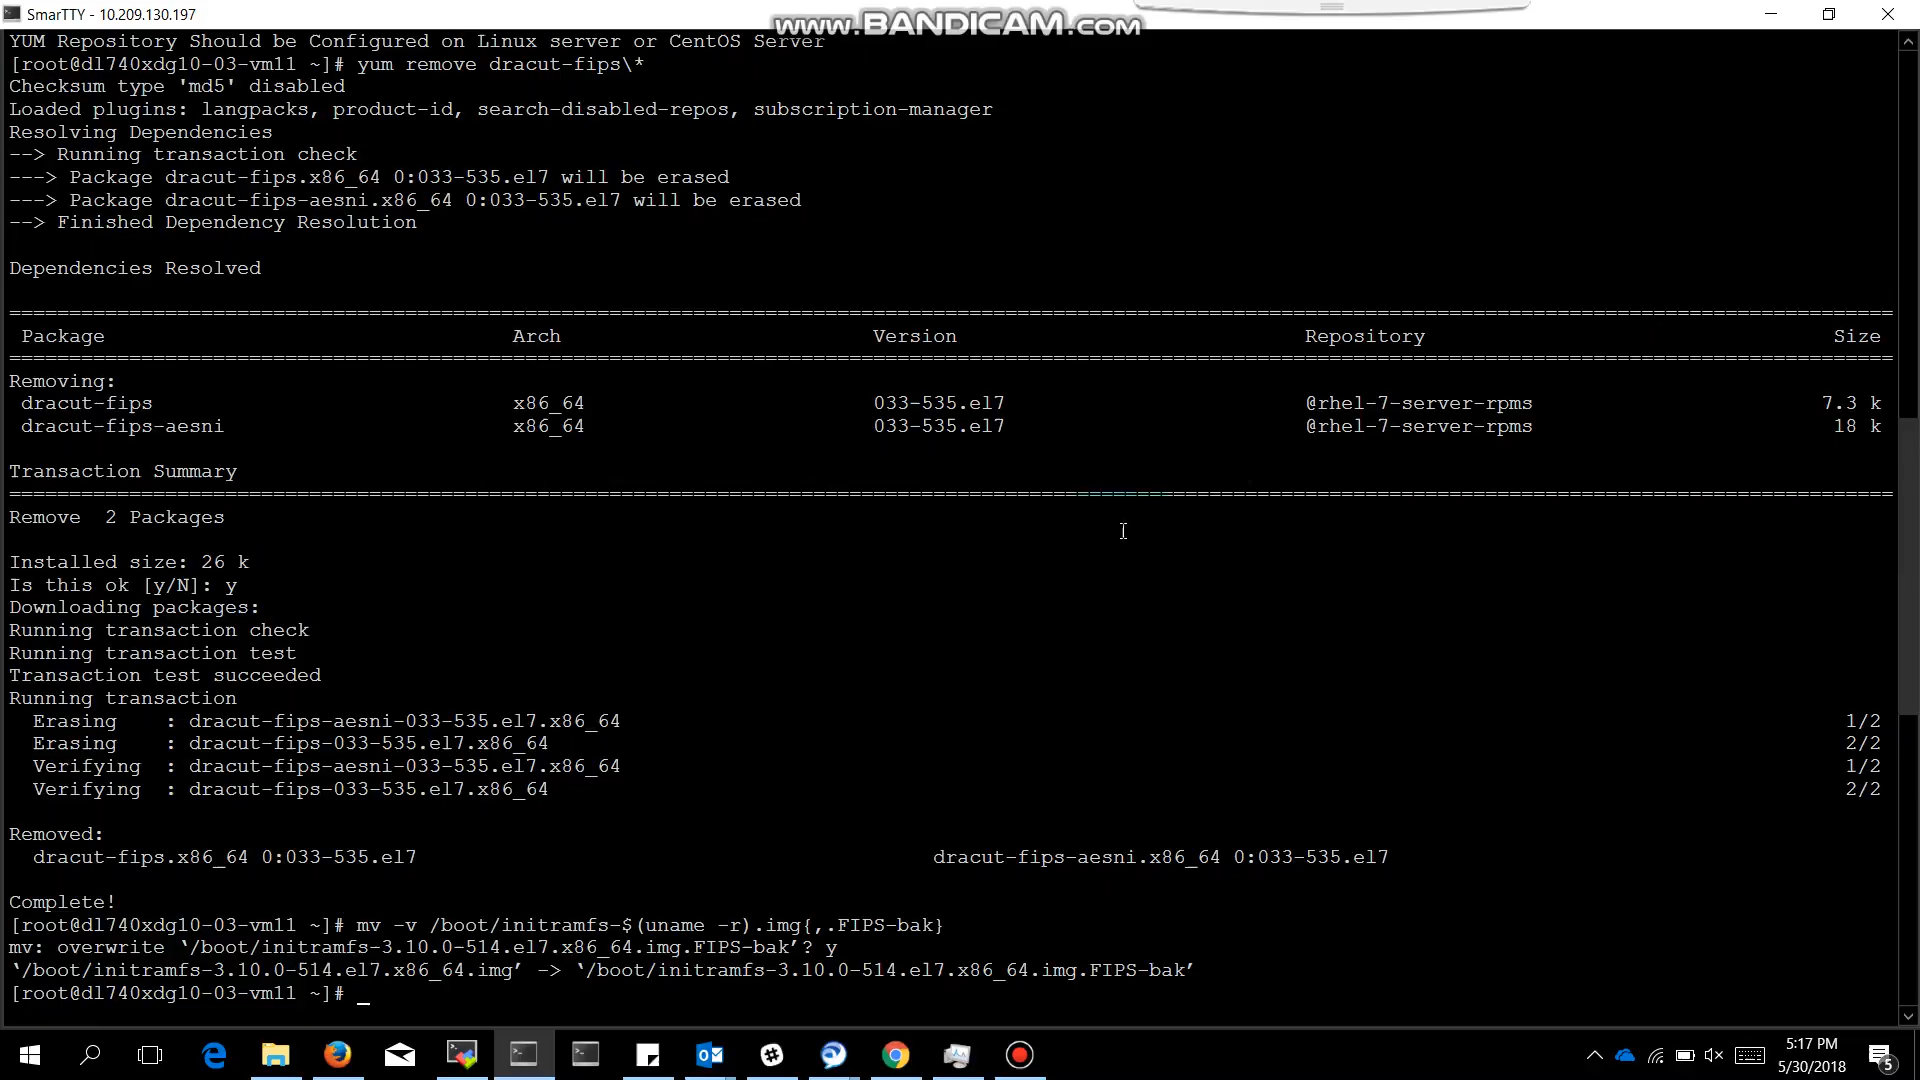 SmarTTY - 10.209.130.197
www.BANDICAM.com
YUM Repository Should be Configured on Linux server or CentOS Server
[root@dl740xdg10-03-vm11 ~]# yum remove dracut-fips\*
Checksum type 'md5' disabled
Loaded plugins: langpacks, product-id, search-disabled-repos, subscription-manager
Resolving Dependencies
--> Running transaction check
---> Package dracut-fips.x86_64 0:033-535.el7 will be erased
---> Package dracut-fips-aesni.x86_64 0:033-535.el7 will be erased
--> Finished Dependency Resolution
Dependencies Resolved
Package Arch Version Repository Size
Removing:
dracut-fips x86_64 033-535.el7 @rhel-7-server-rpms 7.3 k
dracut-fips-aesni x86_64 033-535.el7 @rhel-7-server-rpms 18 k
Transaction Summary
Remove 2 Packages
Installed size: 26 k
Is this ok [y/N]: y
Downloading packages:
Running transaction check
Running transaction test
Transaction test succeeded
Running transaction
Erasing : dracut-fips-aesni-033-535.el7.x86_64 1/2
Erasing : dracut-fips-033-535.el7.x86_64 2/2
Verifying : dracut-fips-aesni-033-535.el7.x86_64 1/2
Verifying : dracut-fips-033-535.el7.x86_64 2/2
Removed:
dracut-fips.x86_64 0:033-535.el7 dracut-fips-aesni.x86_64 0:033-535.el7
Complete!
[root@dl740xdg10-03-vm11 ~]# mv -v /boot/initramfs-$(uname -r).img{,.FIPS-bak}
mv: overwrite ‘/boot/initramfs-3.10.0-514.el7.x86_64.img.FIPS-bak’? y
‘/boot/initramfs-3.10.0-514.el7.x86_64.img’ -> ‘/boot/initramfs-3.10.0-514.el7.x86_64.img.FIPS-bak’
[root@dl740xdg10-03-vm11 ~]# _
5:17 PM
5/30/2018
5